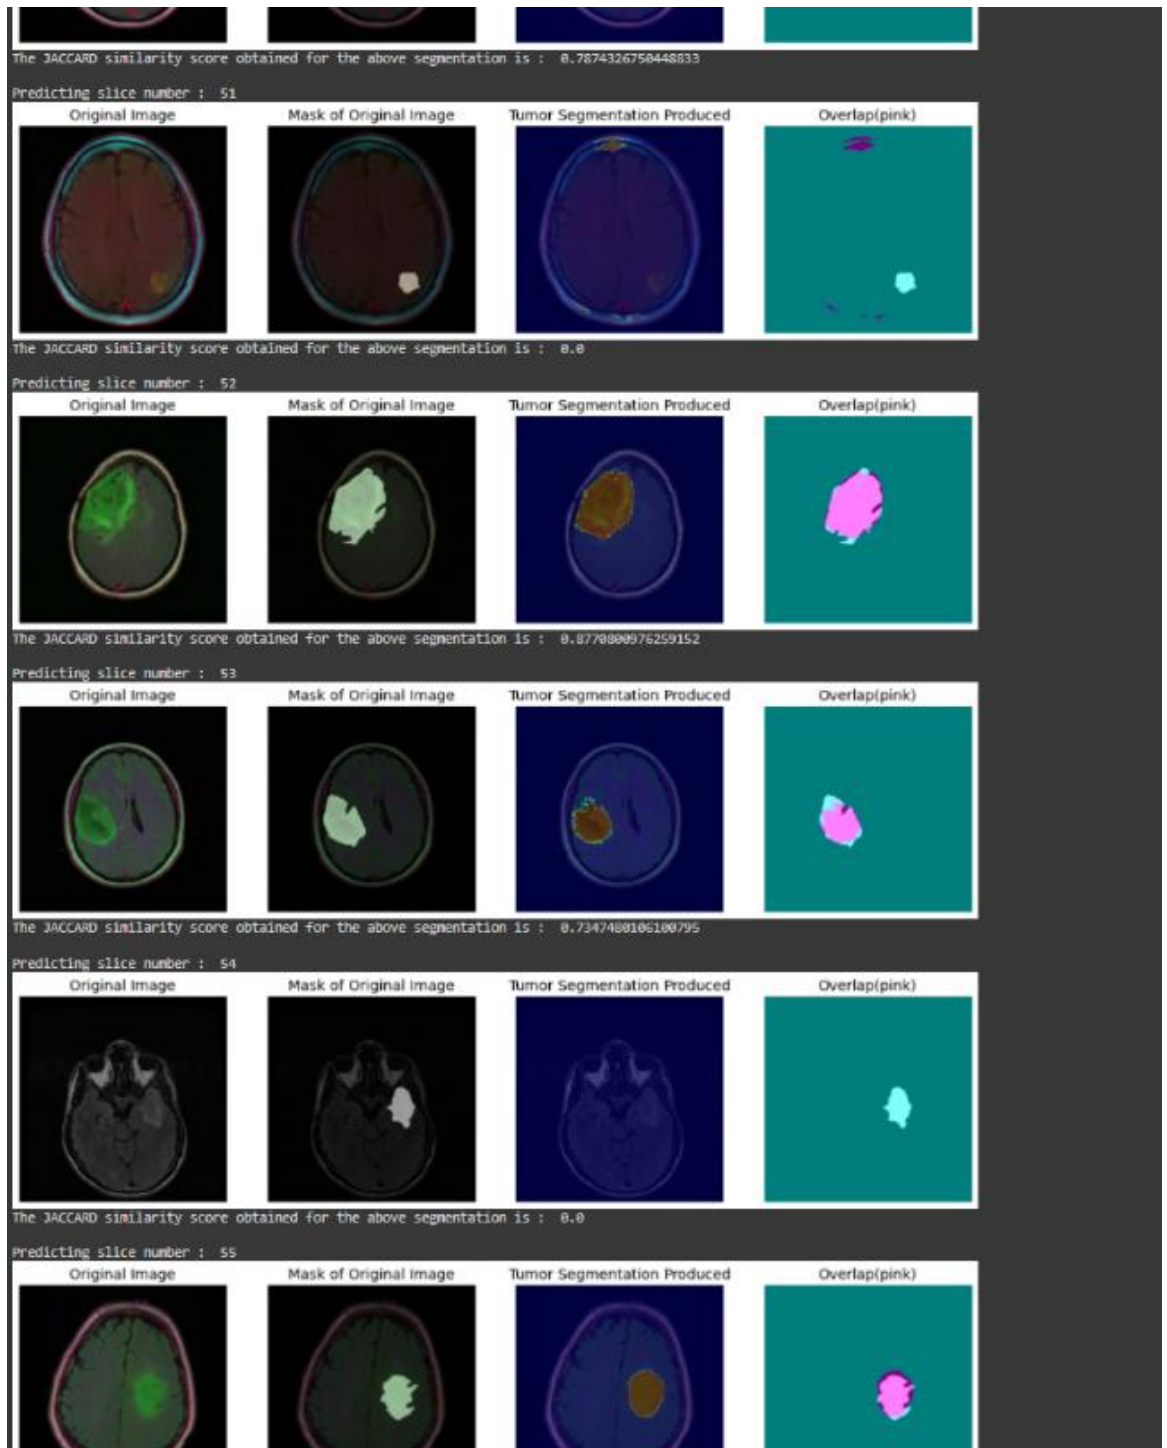 The JACCARD similarity score obtained for the above segmentation is :  0.7874326750448833
Predicting slice number :  51
Original Image Mask of Original Image Tumor Segmentation Produced Overlap(pink)
The JACCARD similarity score obtained for the above segmentation is :  0.0
Predicting slice number :  52
Original Image Mask of Original Image Tumor Segmentation Produced Overlap(pink)
The JACCARD similarity score obtained for the above segmentation is :  0.8770800976259152
Predicting slice number :  53
Original Image Mask of Original Image Tumor Segmentation Produced Overlap(pink)
The JACCARD similarity score obtained for the above segmentation is :  0.7347480106100795
Predicting slice number :  54
Original Image Mask of Original Image Tumor Segmentation Produced Overlap(pink)
The JACCARD similarity score obtained for the above segmentation is :  0.0
Predicting slice number :  55
Original Image Mask of Original Image Tumor Segmentation Produced Overlap(pink)